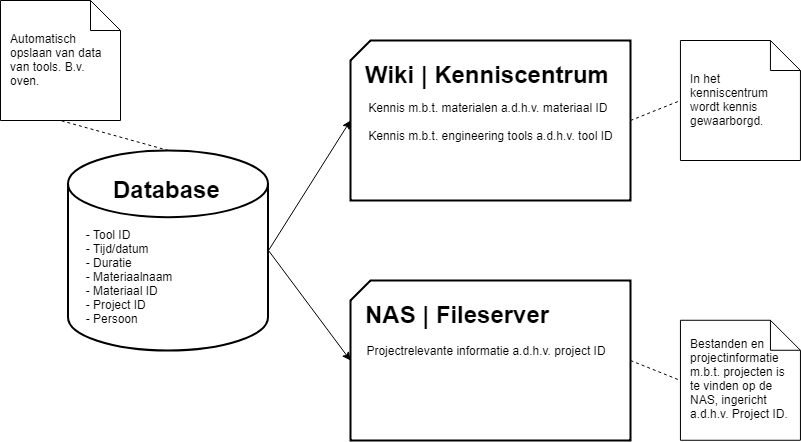 Automatisch
opslaan van data
van tools. B.v.
oven.
Database
- Tool ID
- Tijd/datum
- Duratie
- Materiaalnaam
- Materiaal ID
- Project ID
- Persoon
Wiki | Kenniscentrum
Kennis m.b.t. materialen a.d.h.v. materiaal ID
Kennis m.b.t. engineering tools a.d.h.v. tool ID
In het
kenniscentrum
wordt kennis
gewaarborgd.
NAS | Fileserver
Projectrelevante informatie a.d.h.v. project ID
Bestanden en
projectinformatie
m.b.t. projecten is
te vinden op de
NAS, ingericht
a.d.h.v. Project ID.